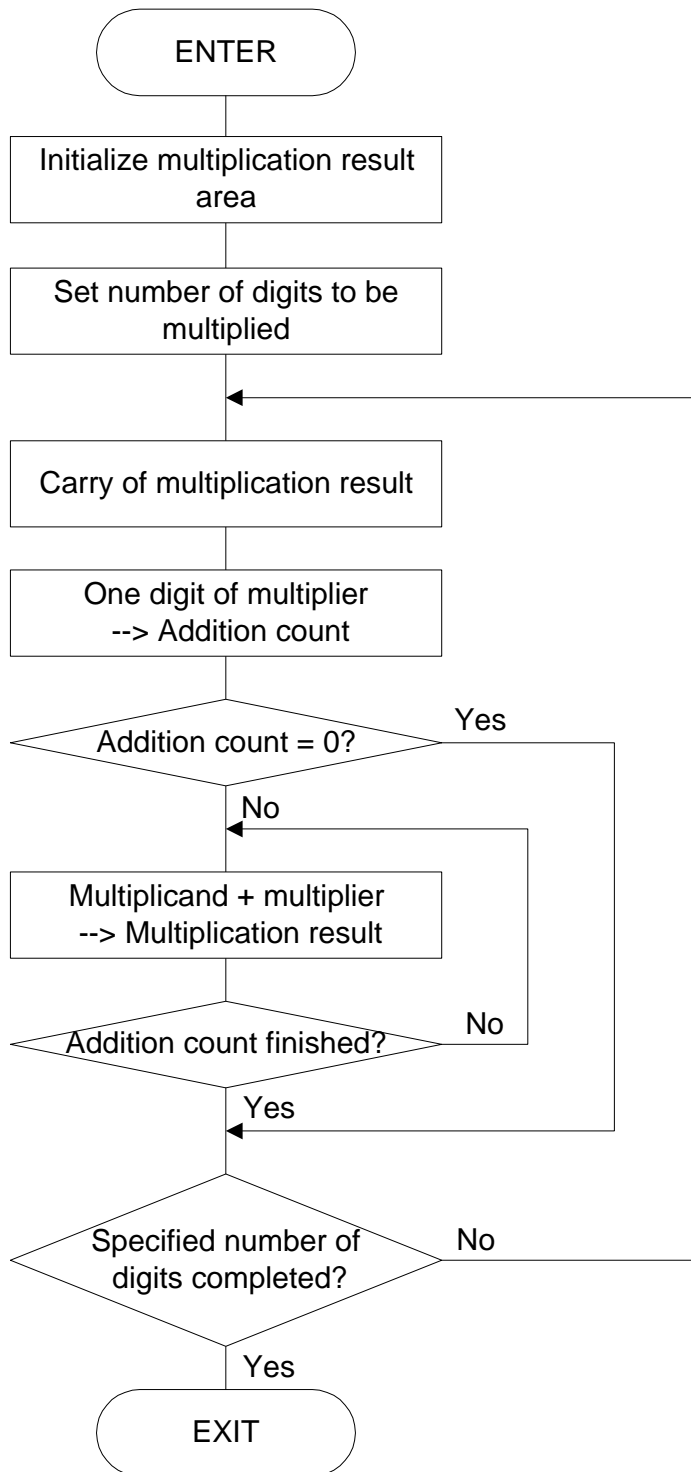 ENTER
Initialize multiplication result
area
Set number of digits to be
multiplied
Carry of multiplication result
One digit of multiplier
--> Addition count
Addition count = 0?
Yes
No
Multiplicand + multiplier
--> Multiplication result
Addition count finished?
No
Yes
Specified number of
digits completed?
No
Yes
EXIT